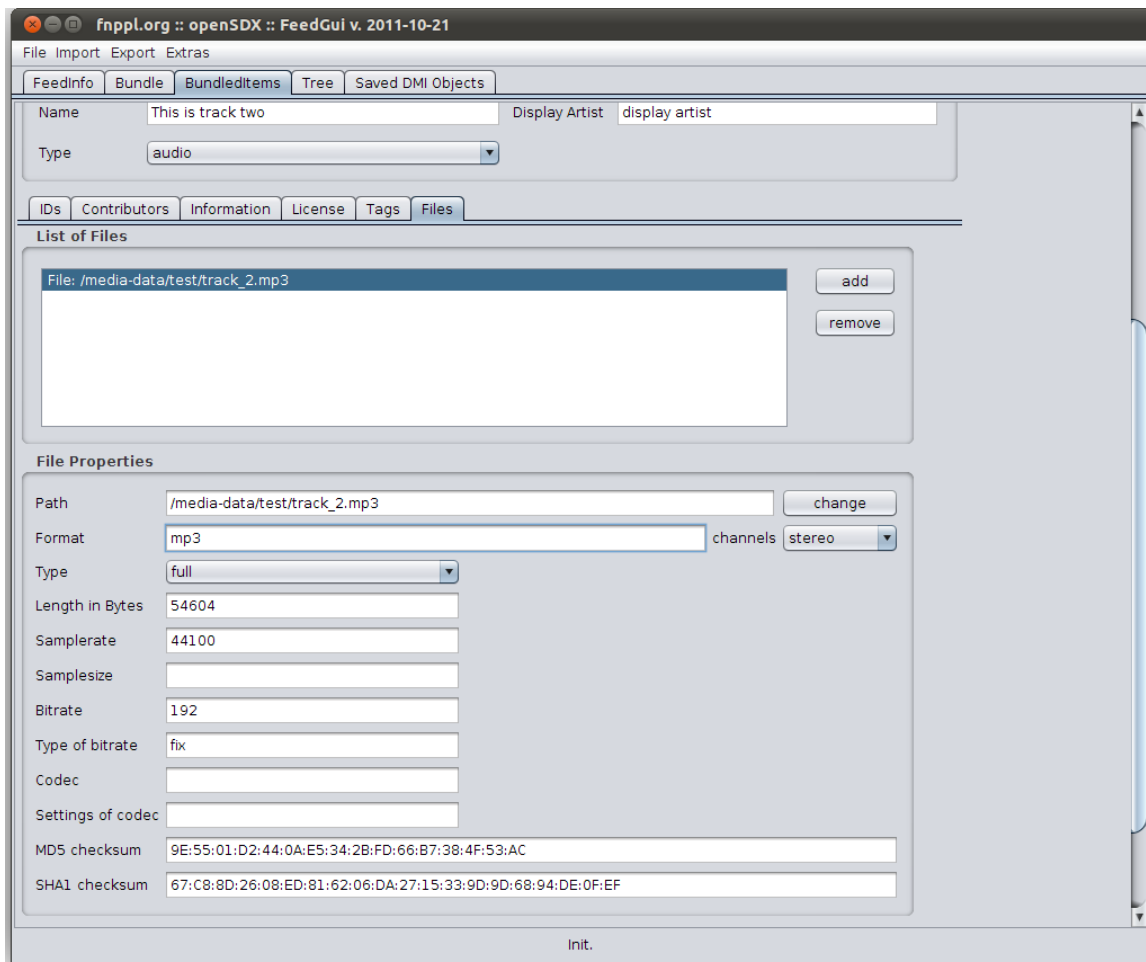 fnppl.org :: openSDX :: FeedGui v. 2011-10-21
File Import Export Extras
FeedInfo Bundle BundledItems Tree Saved DMI Objects
Name This is track two Display Artist display artist
Type audio
IDs Contributors Information License Tags Files
List of Files
File: /media-data/test/track_2.mp3 add
remove
File Properties
Path /media-data/test/track_2.mp3 change
Format mp3 channels stereo
Type full
Length in Bytes 54604
Samplerate 44100
Samplesize
Bitrate 192
Type of bitrate fix
Codec
Settings of codec
MD5 checksum 9E:55:01:D2:44:0A:E5:34:2B:FD:66:B7:38:4F:53:AC
SHA1 checksum 67:C8:8D:26:08:ED:81:62:06:DA:27:15:33:9D:9D:68:94:DE:0F:EF
Init.